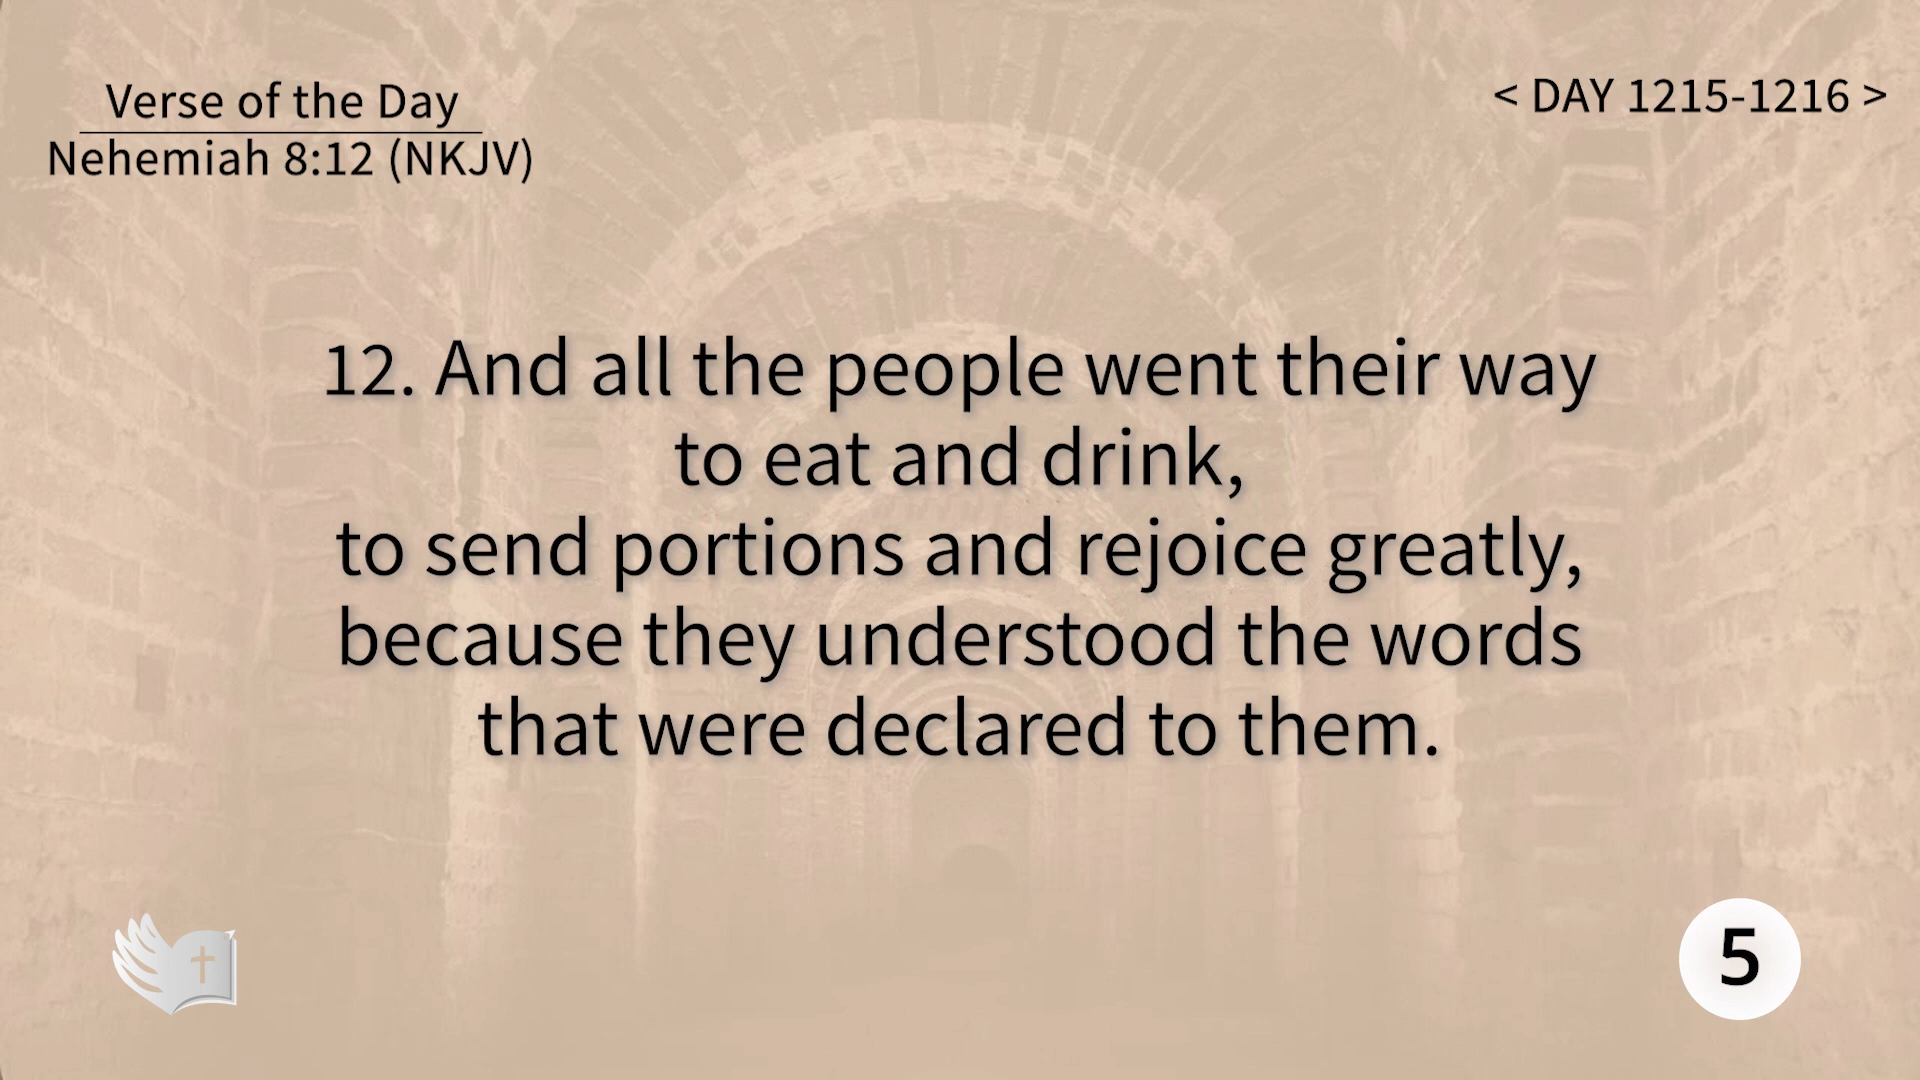 Verse of the Day
Nehemiah 8:12 (NKJV)
< DAY 1215-1216 >
12. And all the people went their way
to eat and drink,
to send portions and rejoice greatly,
because they understood the words
that were declared to them.
5